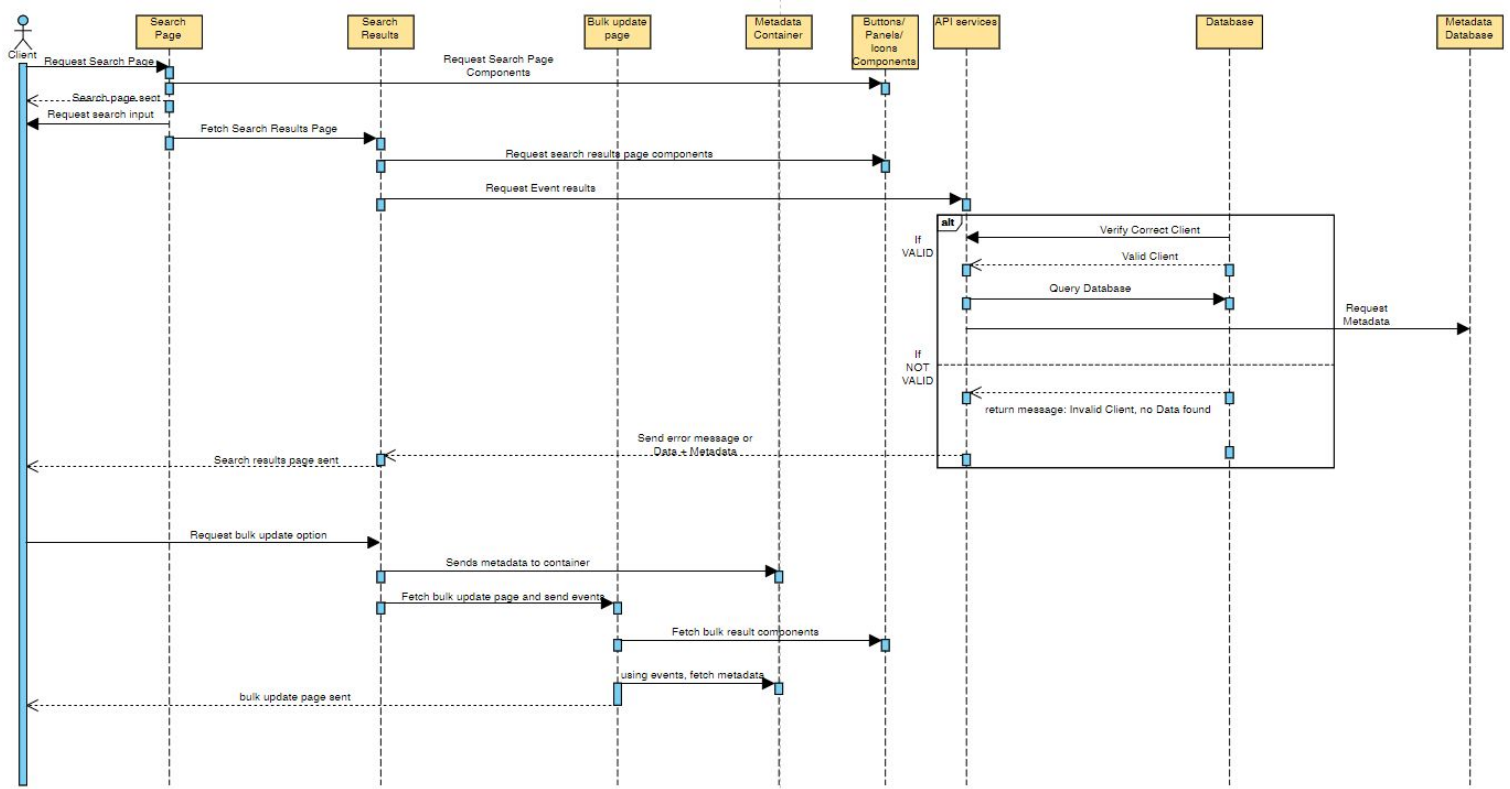 Client
Search
Page
Search
Results
Bulk update
page
Metadata
Container
Buttons/
Panels/
Icons
Components
API services
Database
Metadata
Database
Request Search Page
Request Search Page
Components
Search page sent
Request search input
Fetch Search Results Page
Request search results page components
Request Event results
alt
If
VALID
Verify Correct Client
Valid Client
Query Database
Request
Metadata
If
NOT
VALID
return message: Invalid Client, no Data found
Send error message or
Data + Metadata
Search results page sent
Request bulk update option
Sends metadata to container
Fetch bulk update page and send events
Fetch bulk result components
using events, fetch metadata
bulk update page sent